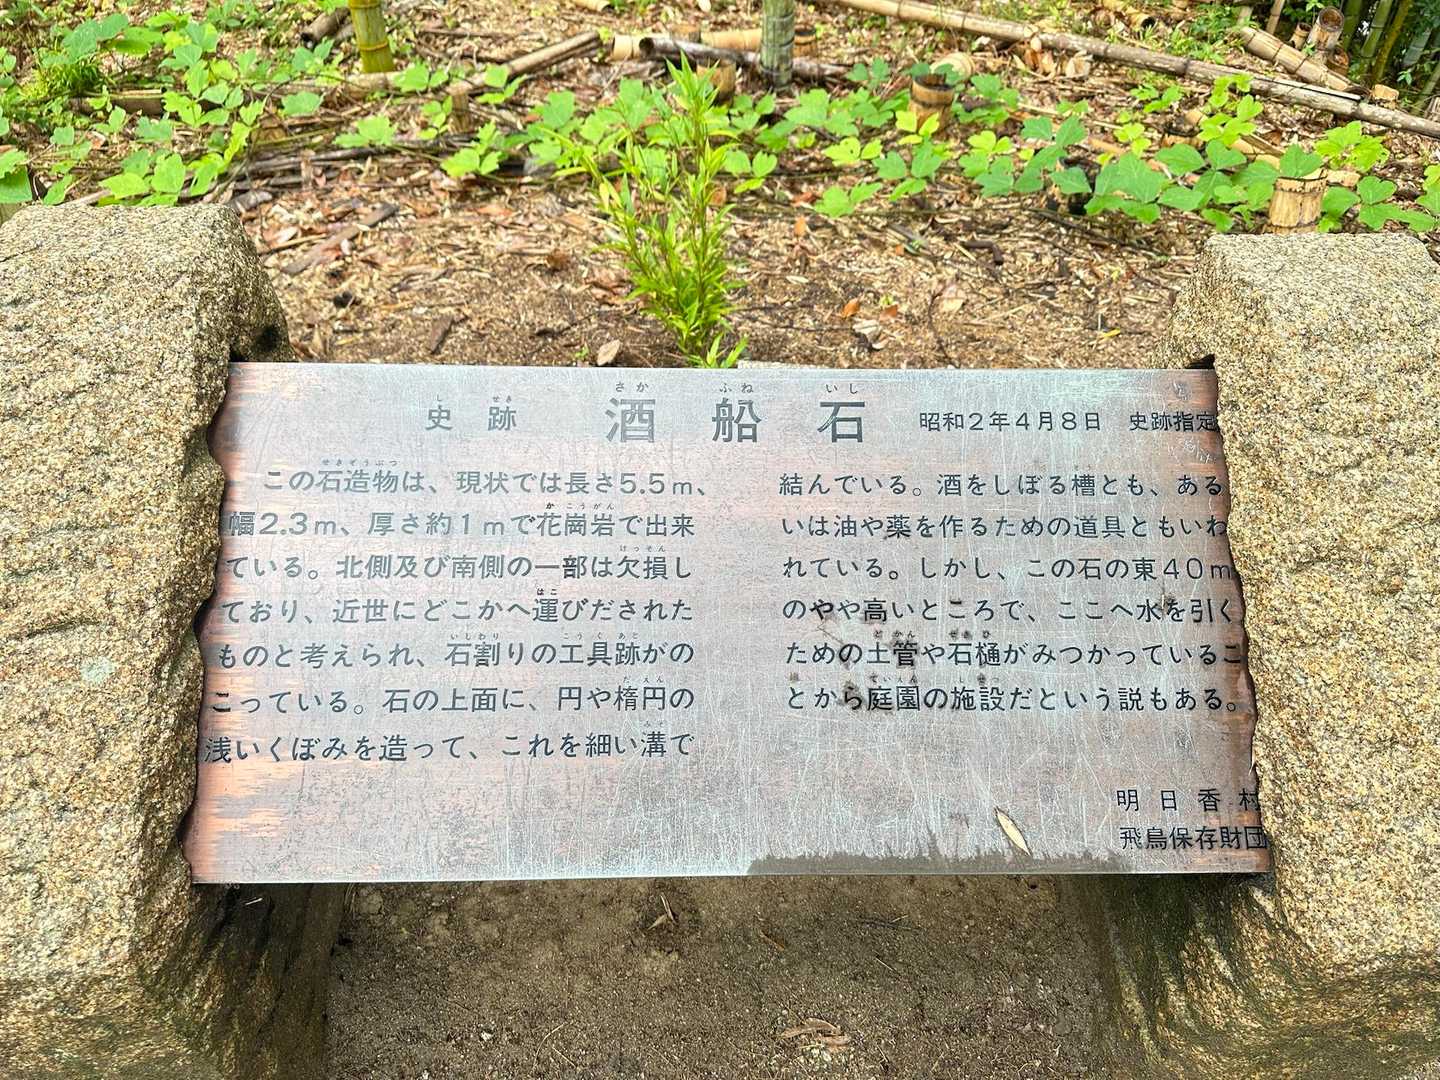 史跡 酒船石 昭和2年4月8日 史跡指定
この石造物は、現状では長さ5.5m、
幅2.3m、厚さ約1mで花崗岩で出来
ている。北側及び南側の一部は欠損し
ており、近世にどこかへ運びだされた
ものと考えられ、石割りの工具跡がの
こっている。石の上面に、円や楕円の
浅いくぼみを造って、これを細い溝で
結んでいる。酒をしぼる槽とも、ある
いは油や薬を作るための道具ともいわ
れている。しかし、この石の東40m
のやや高いところで、ここへ水を引く
ための土管や石樋がみつかっているこ
とから庭園の施設だという説もある。
明日香村
飛鳥保存財団